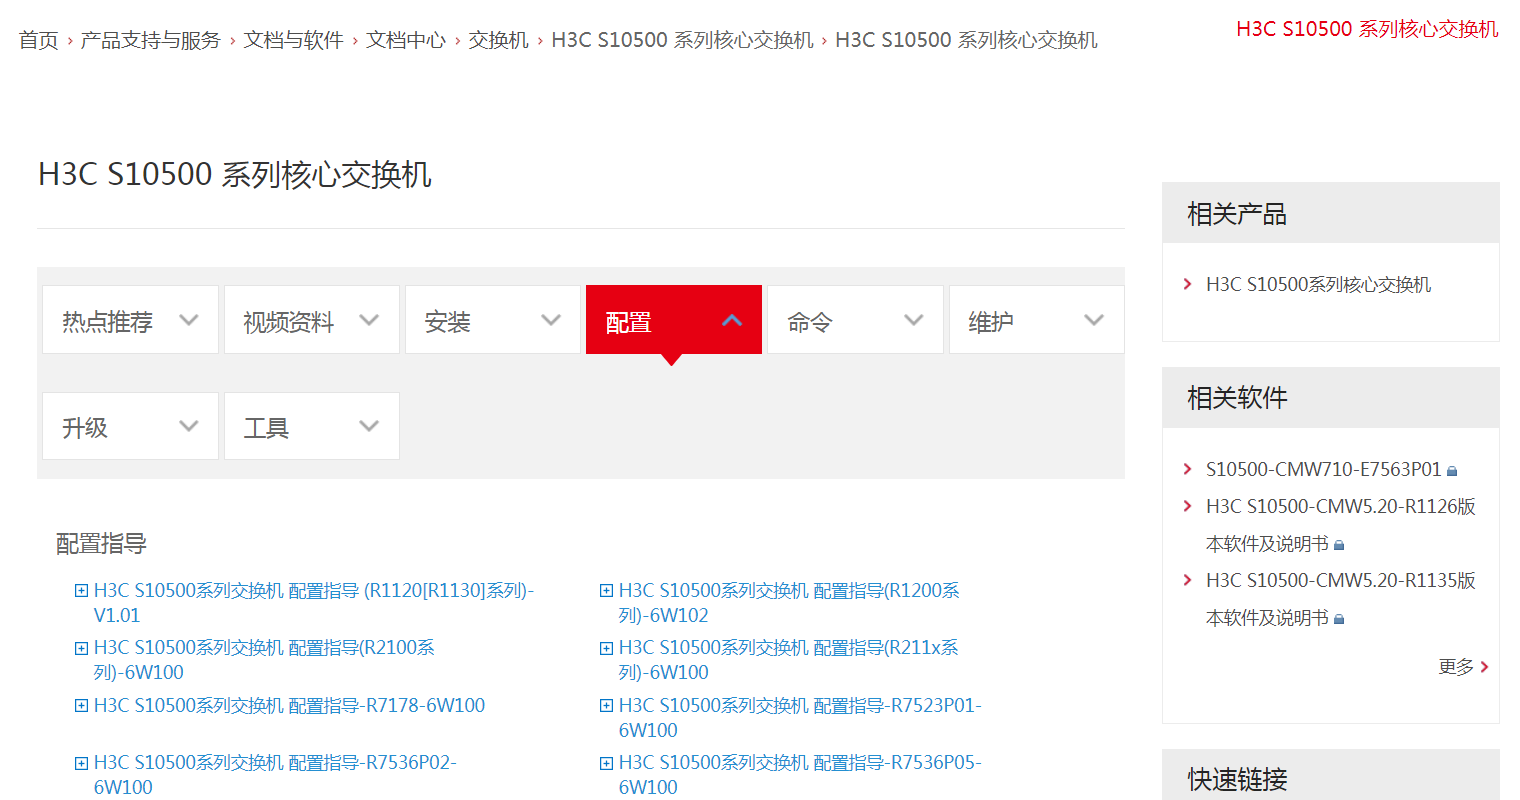 首页 › 产品支持与服务 › 文档与软件 › 文档中心 › 交换机 › H3C S10500 系列核心交换机 › H3C S10500 系列核心交换机
H3C S10500 系列核心交换机
H3C S10500 系列核心交换机
热点推荐 视频资料 安装 配置 命令 维护
升级 工具
配置指导
H3C S10500系列交换机 配置指导 (R1120[R1130]系列)-
V1.01
H3C S10500系列交换机 配置指导(R1200系
列)-6W102
H3C S10500系列交换机 配置指导(R2100系
列)-6W100
H3C S10500系列交换机 配置指导(R211x系
列)-6W100
H3C S10500系列交换机 配置指导-R7178-6W100
H3C S10500系列交换机 配置指导-R7523P01-
6W100
H3C S10500系列交换机 配置指导-R7536P02-
6W100
H3C S10500系列交换机 配置指导-R7536P05-
6W100
相关产品
H3C S10500系列核心交换机
相关软件
S10500-CMW710-E7563P01
H3C S10500-CMW5.20-R1126版
本软件及说明书
H3C S10500-CMW5.20-R1135版
本软件及说明书
更多
快速链接